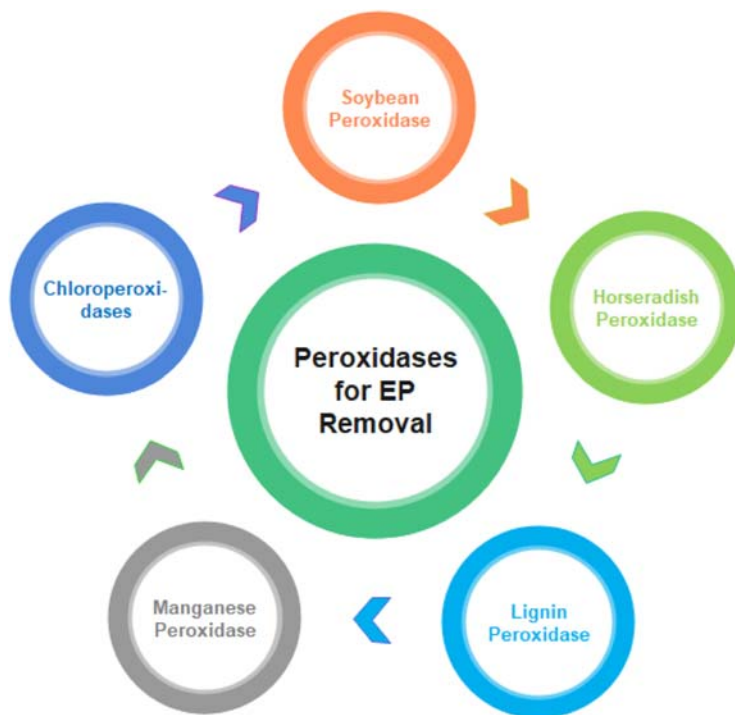 Soybean
Peroxidase
Horseradish
Peroxidase
Lignin
Peroxidase
Manganese
Peroxidase
Chloroperoxi-
dases
Peroxidases
for EP
Removal